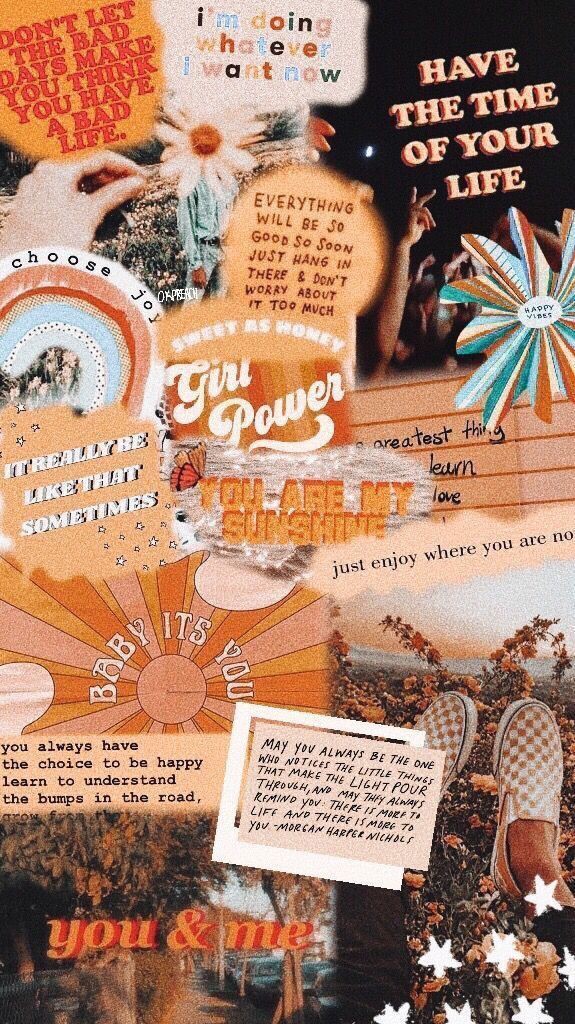 DON'T LET
THE BAD
DAYS MAKE
YOU THINK
YOU HAVE
A BAD
LIFE.
i'm doing
whatever
i want now
HAVE
THE TIME
OF YOUR
LIFE
EVERYTHING
WILL BE SO
GOOD SO SOON
JUST HANG IN
THERE & DON'T
WORRY ABOUT
IT TOO MUCH
choose joy
HAPPY
VIBES
SWEET AS HONEY
Girl
Power
greatest thing
learn
love
IT REALLY BE
LIKE THAT
SOMETIMES
YOU ARE MY
SUNSHINE
just enjoy where you are no
BABY ITS YOU
you always have
the choice to be happy
learn to understand
the bumps in the road,
MAY YOU ALWAYS BE THE ONE
WHO NOTICES THE LITTLE THINGS
THAT MAKE THE LIGHT POUR
THROUGH, AND MAY THEY ALWAYS
REMIND YOU: THERE IS MORE TO
LIFE AND THERE IS MORE TO
YOU. -MORGAN HARPER NICHOLS
you & me